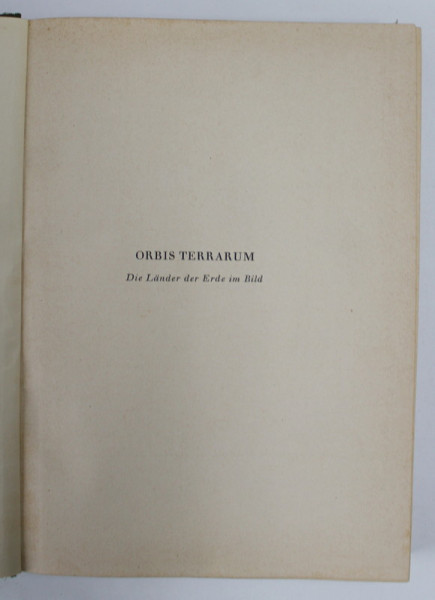 ORBIS TERRARUM
Die Länder der Erde im Bild